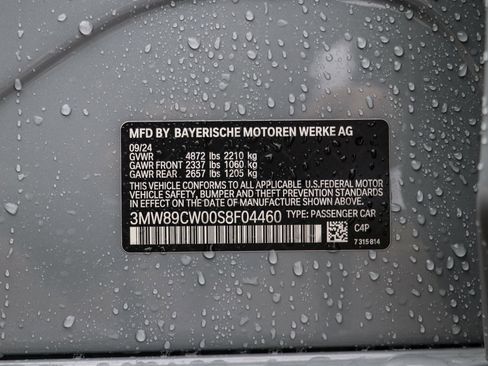 MFD BY BAYERISCHE MOTOREN WERKE AG
09/24
GVWR 4872 lbs 2210 kg
GAWR FRONT 2337 lbs 1060 kg
GAWR REAR 2657 lbs 1205 kg
THIS VEHICLE CONFORMS TO ALL APPLICABLE U.S.FEDERAL MOTOR
VEHICLE SAFETY, BUMPER AND THEFT PREVENTION STANDARDS
IN EFFECT ON THE DATE OF MANUFACTURE SHOWN ABOVE.
3MW89CW00S8F04460 TYPE: PASSENGER CAR
C4P
7 315 814